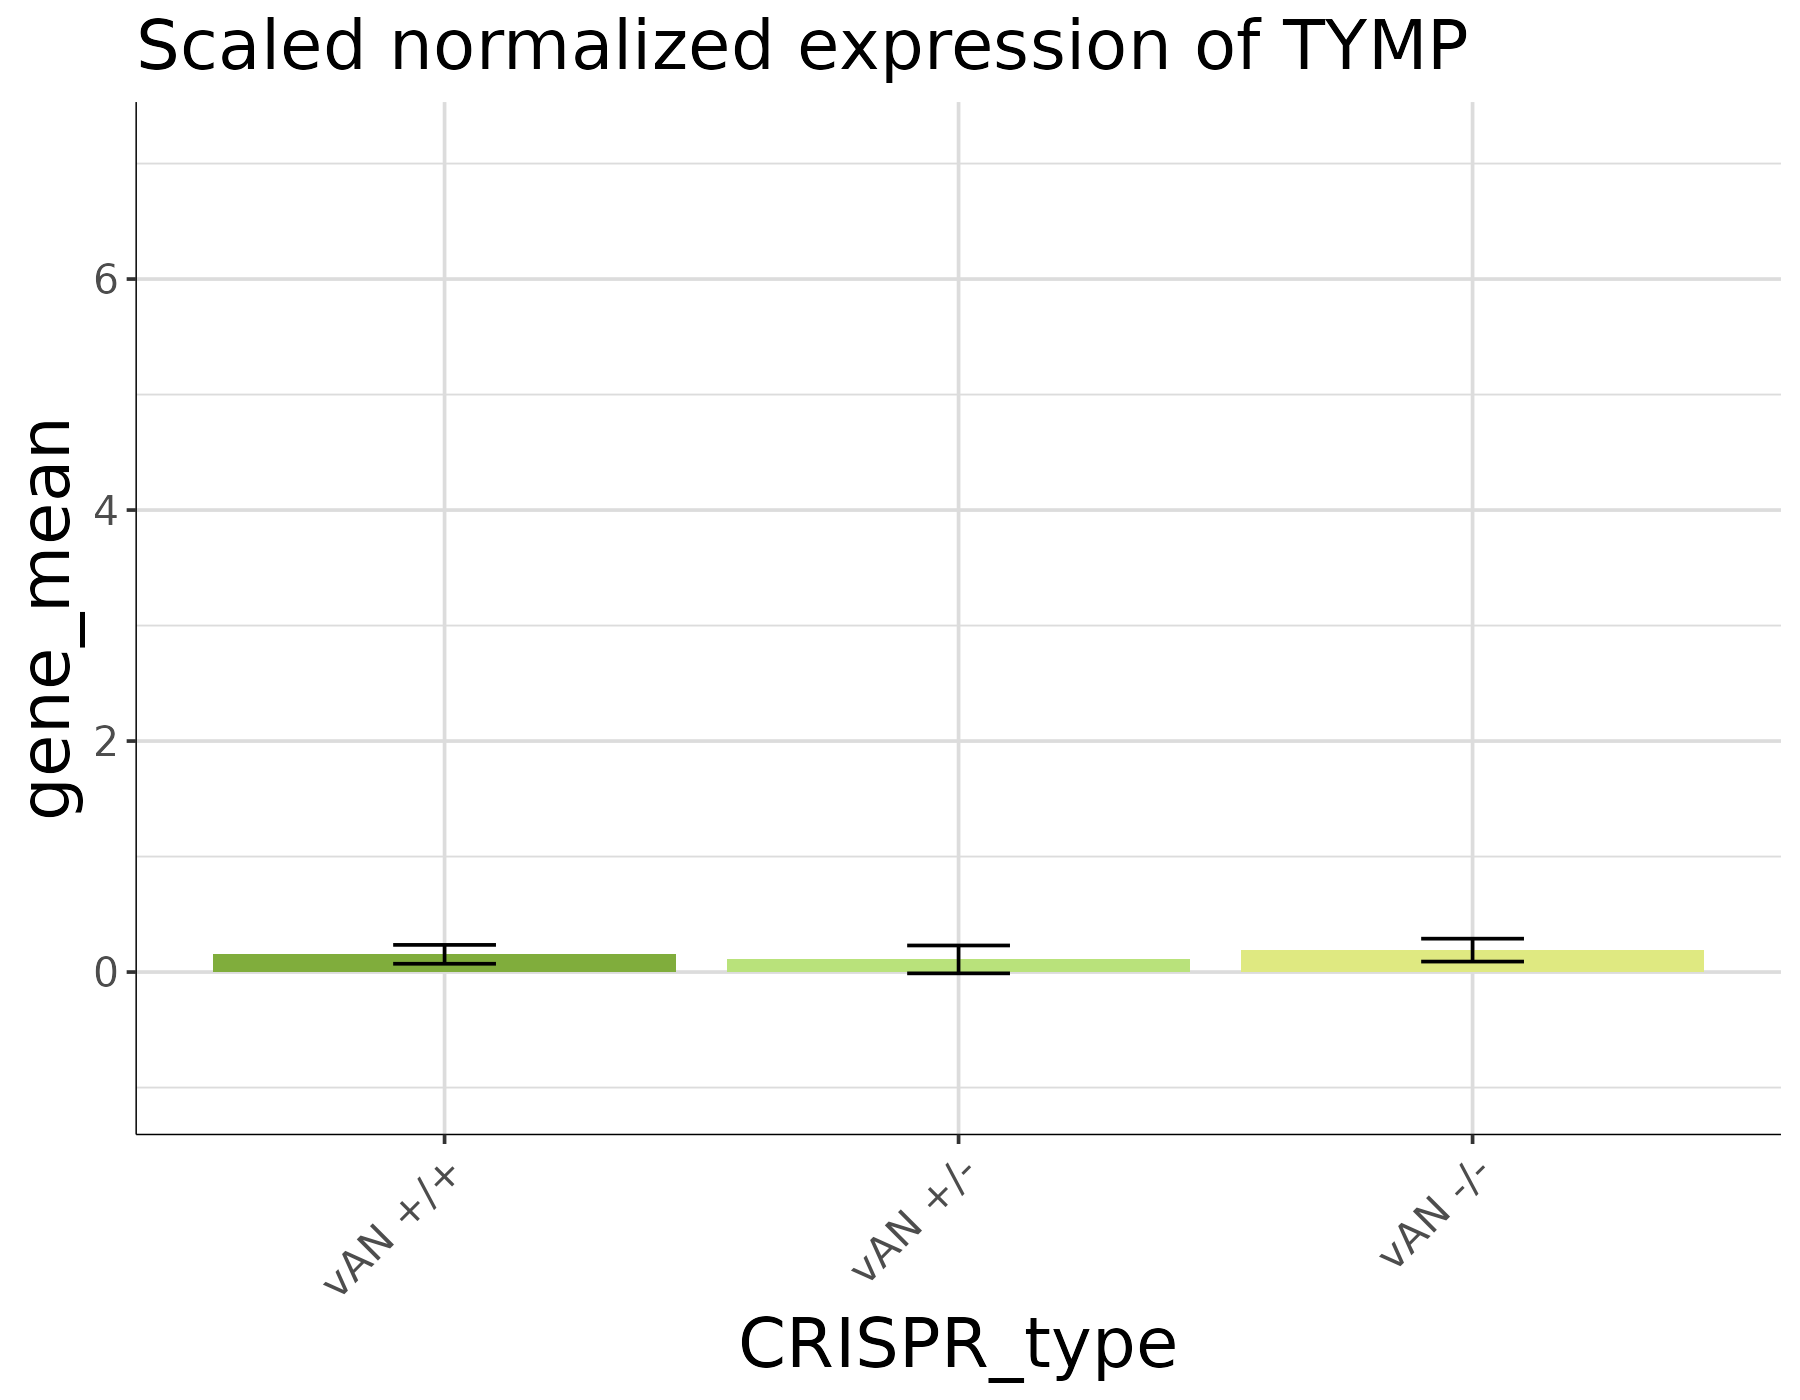 Scaled normalized expression of TYMP
gene_mean
6
4
2
0
vAN +/+
vAN +/-
vAN -/-
CRISPR_type